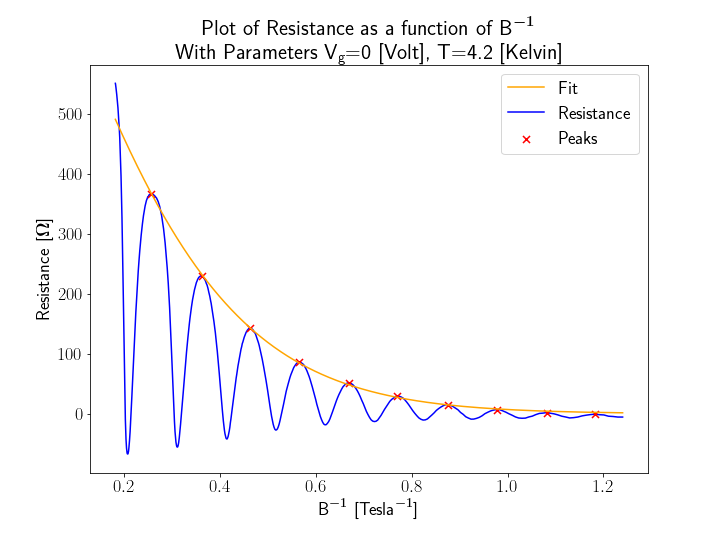 Plot of Resistance as a function of B⁻¹
With Parameters V_g=0 [Volt], T=4.2 [Kelvin]
Fit
Resistance
Peaks
Resistance [Ω]
500
400
300
200
100
0
0.2 0.4 0.6 0.8 1.0 1.2
B⁻¹ [Tesla⁻¹]